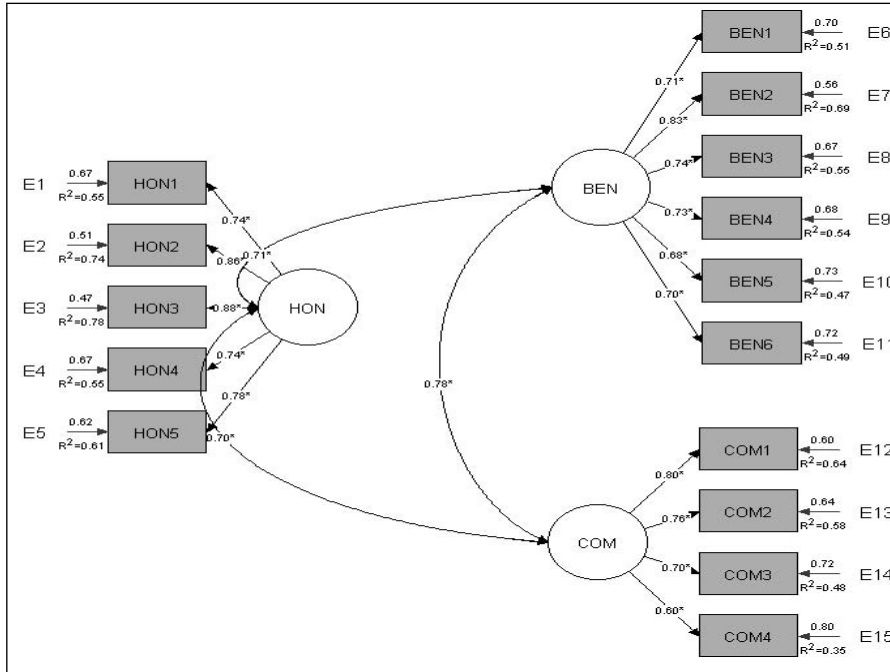 E1
0.67
R²=0.55
HON1
E2
0.51
R²=0.74
HON2
E3
0.47
R²=0.78
HON3
E4
0.67
R²=0.55
HON4
E5
0.62
R²=0.61
HON5
0.74*
0.71*
0.86*
0.88*
0.74*
0.78*
0.70*
HON
BEN
0.71*
0.83*
0.74*
0.73*
0.68*
0.70*
BEN1
0.70
R²=0.51
E6
BEN2
0.56
R²=0.69
E7
BEN3
0.67
R²=0.55
E8
BEN4
0.68
R²=0.54
E9
BEN5
0.73
R²=0.47
E10
BEN6
0.72
R²=0.49
E11
0.78*
COM
0.80*
0.76*
0.70*
0.60*
COM1
0.60
R²=0.64
E12
COM2
0.64
R²=0.58
E13
COM3
0.72
R²=0.48
E14
COM4
0.80
R²=0.35
E15